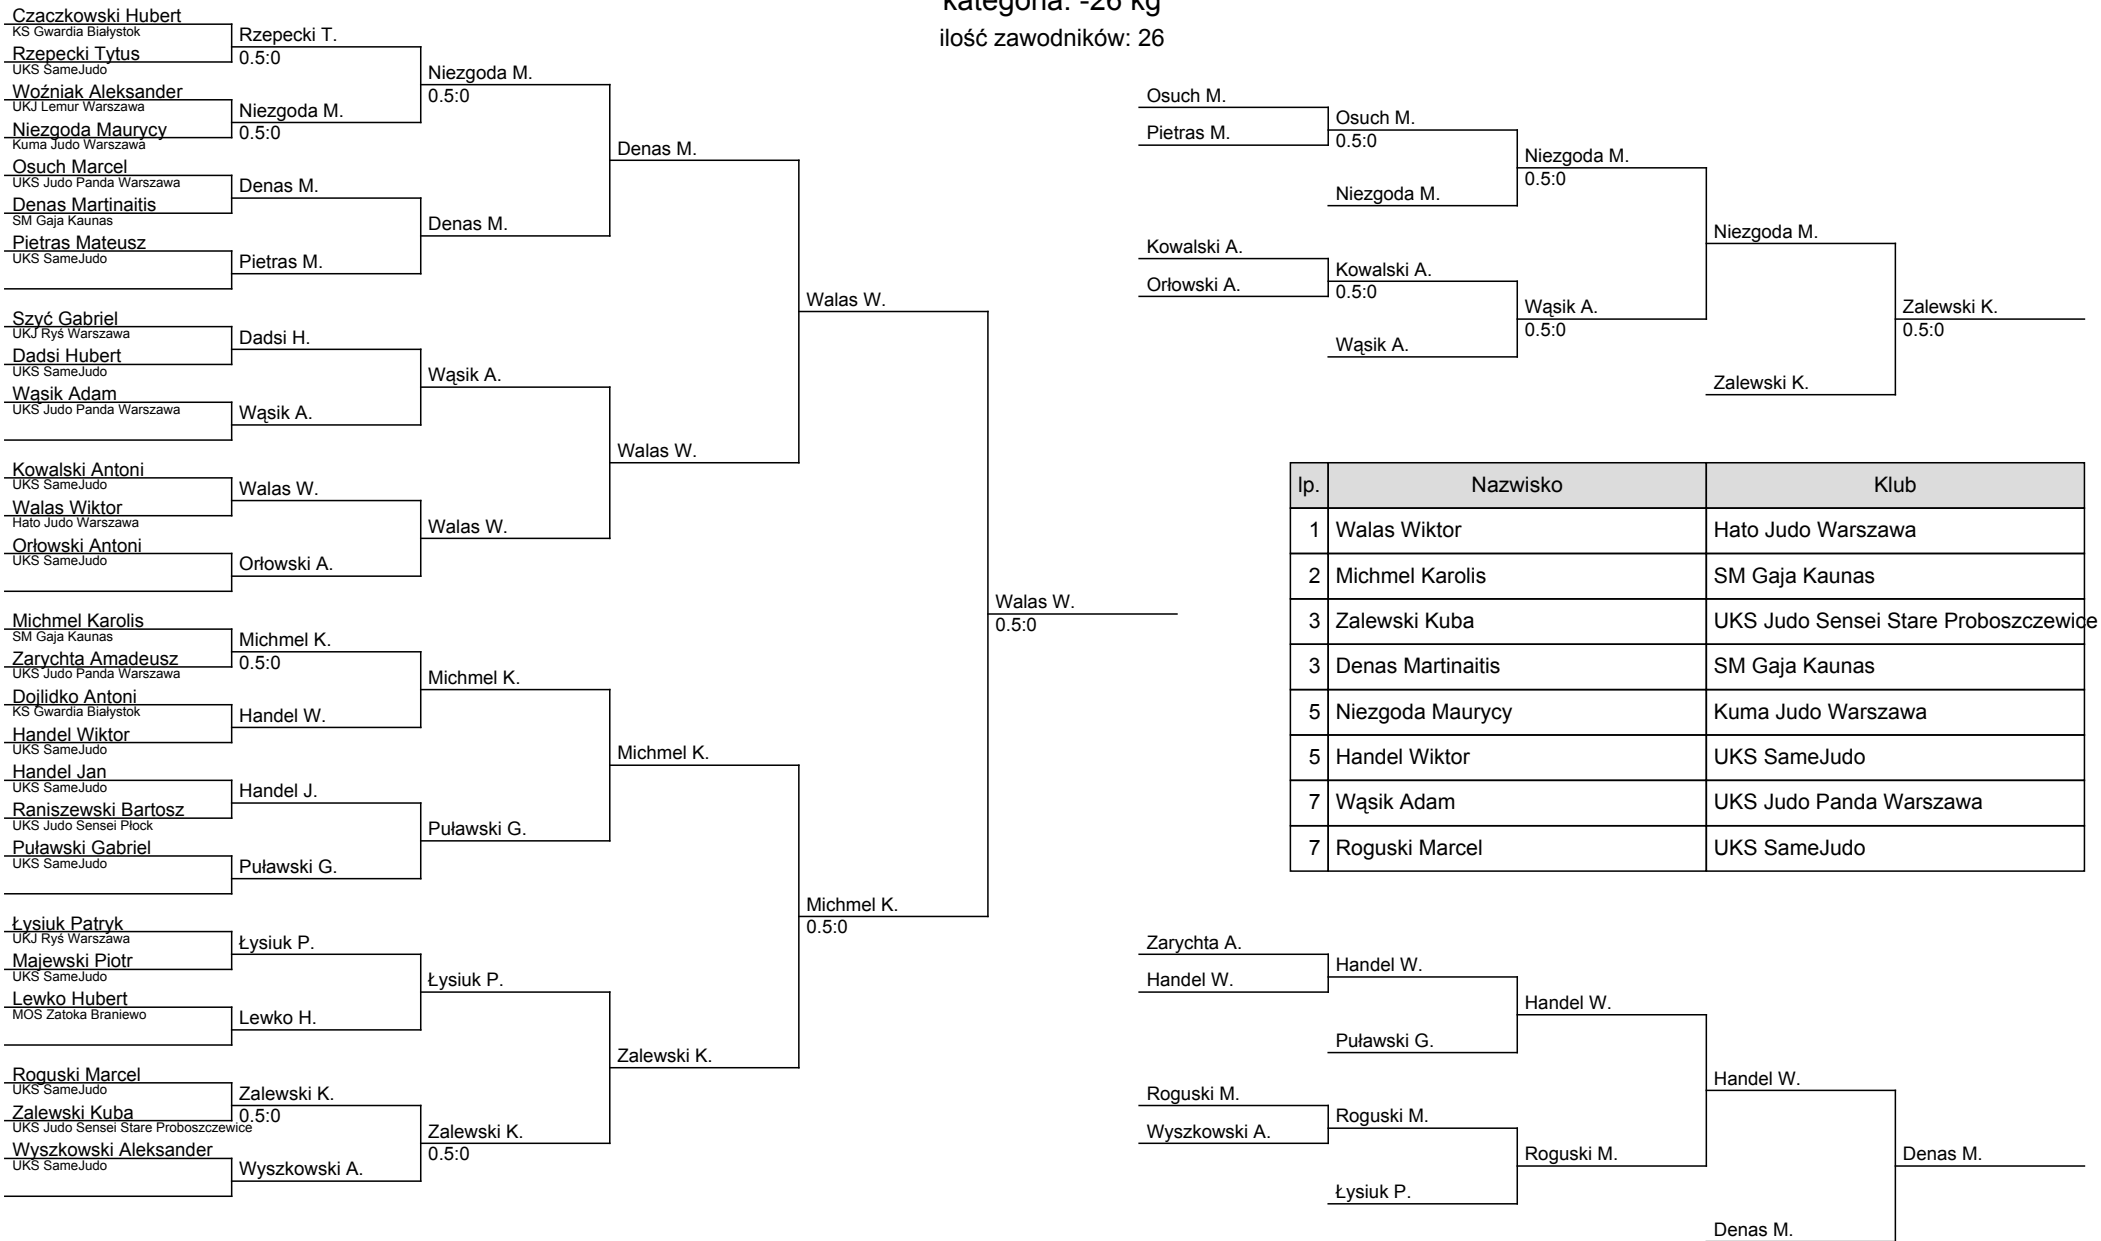 kategoria: -26 kg
ilość zawodników: 26
Czaczkowski Hubert
KS Gwardia Białystok
Rzepecki Tytus
UKS SameJudo
Woźniak Aleksander
UKJ Lemur Warszawa
Niezgoda Maurycy
Kuma Judo Warszawa
Osuch Marcel
UKS Judo Panda Warszawa
Denas Martinaitis
SM Gaja Kaunas
Pietras Mateusz
UKS SameJudo
Szyć Gabriel
UKJ Ryś Warszawa
Dadsi Hubert
UKS SameJudo
Wąsik Adam
UKS Judo Panda Warszawa
Kowalski Antoni
UKS SameJudo
Walas Wiktor
Hato Judo Warszawa
Orłowski Antoni
UKS SameJudo
Michmel Karolis
SM Gaja Kaunas
Zarychta Amadeusz
UKS Judo Panda Warszawa
Dojlidko Antoni
KS Gwardia Białystok
Handel Wiktor
UKS SameJudo
Handel Jan
UKS SameJudo
Raniszewski Bartosz
UKS Judo Sensei Płock
Puławski Gabriel
UKS SameJudo
Łysiuk Patryk
UKJ Ryś Warszawa
Majewski Piotr
UKS SameJudo
Lewko Hubert
MOS Zatoka Braniewo
Roguski Marcel
UKS SameJudo
Zalewski Kuba
UKS Judo Sensei Stare Proboszczewice
Wyszkowski Aleksander
UKS SameJudo
Rzepecki T.
0.5:0
Niezgoda M.
0.5:0
Denas M.
Pietras M.
Dadsi H.
Wąsik A.
Walas W.
Orłowski A.
Michmel K.
0.5:0
Handel W.
Handel J.
Puławski G.
Łysiuk P.
Lewko H.
Zalewski K.
0.5:0
Wyszkowski A.
Niezgoda M.
0.5:0
Denas M.
Wąsik A.
Walas W.
Michmel K.
Puławski G.
Łysiuk P.
Zalewski K.
0.5:0
Denas M.
Walas W.
Michmel K.
Zalewski K.
Walas W.
Michmel K.
0.5:0
Walas W.
0.5:0
Osuch M.
Pietras M.
Kowalski A.
Orłowski A.
Osuch M.
0.5:0
Niezgoda M.
Kowalski A.
0.5:0
Wąsik A.
Niezgoda M.
0.5:0
Wąsik A.
0.5:0
Niezgoda M.
Zalewski K.
Zalewski K.
0.5:0
lp. Nazwisko Klub
1 Walas Wiktor Hato Judo Warszawa
2 Michmel Karolis SM Gaja Kaunas
3 Zalewski Kuba UKS Judo Sensei Stare Proboszczewice
3 Denas Martinaitis SM Gaja Kaunas
5 Niezgoda Maurycy Kuma Judo Warszawa
5 Handel Wiktor UKS SameJudo
7 Wąsik Adam UKS Judo Panda Warszawa
7 Roguski Marcel UKS SameJudo
Zarychta A.
Handel W.
Roguski M.
Wyszkowski A.
Handel W.
Puławski G.
Roguski M.
Łysiuk P.
Handel W.
Roguski M.
Handel W.
Denas M.
Denas M.